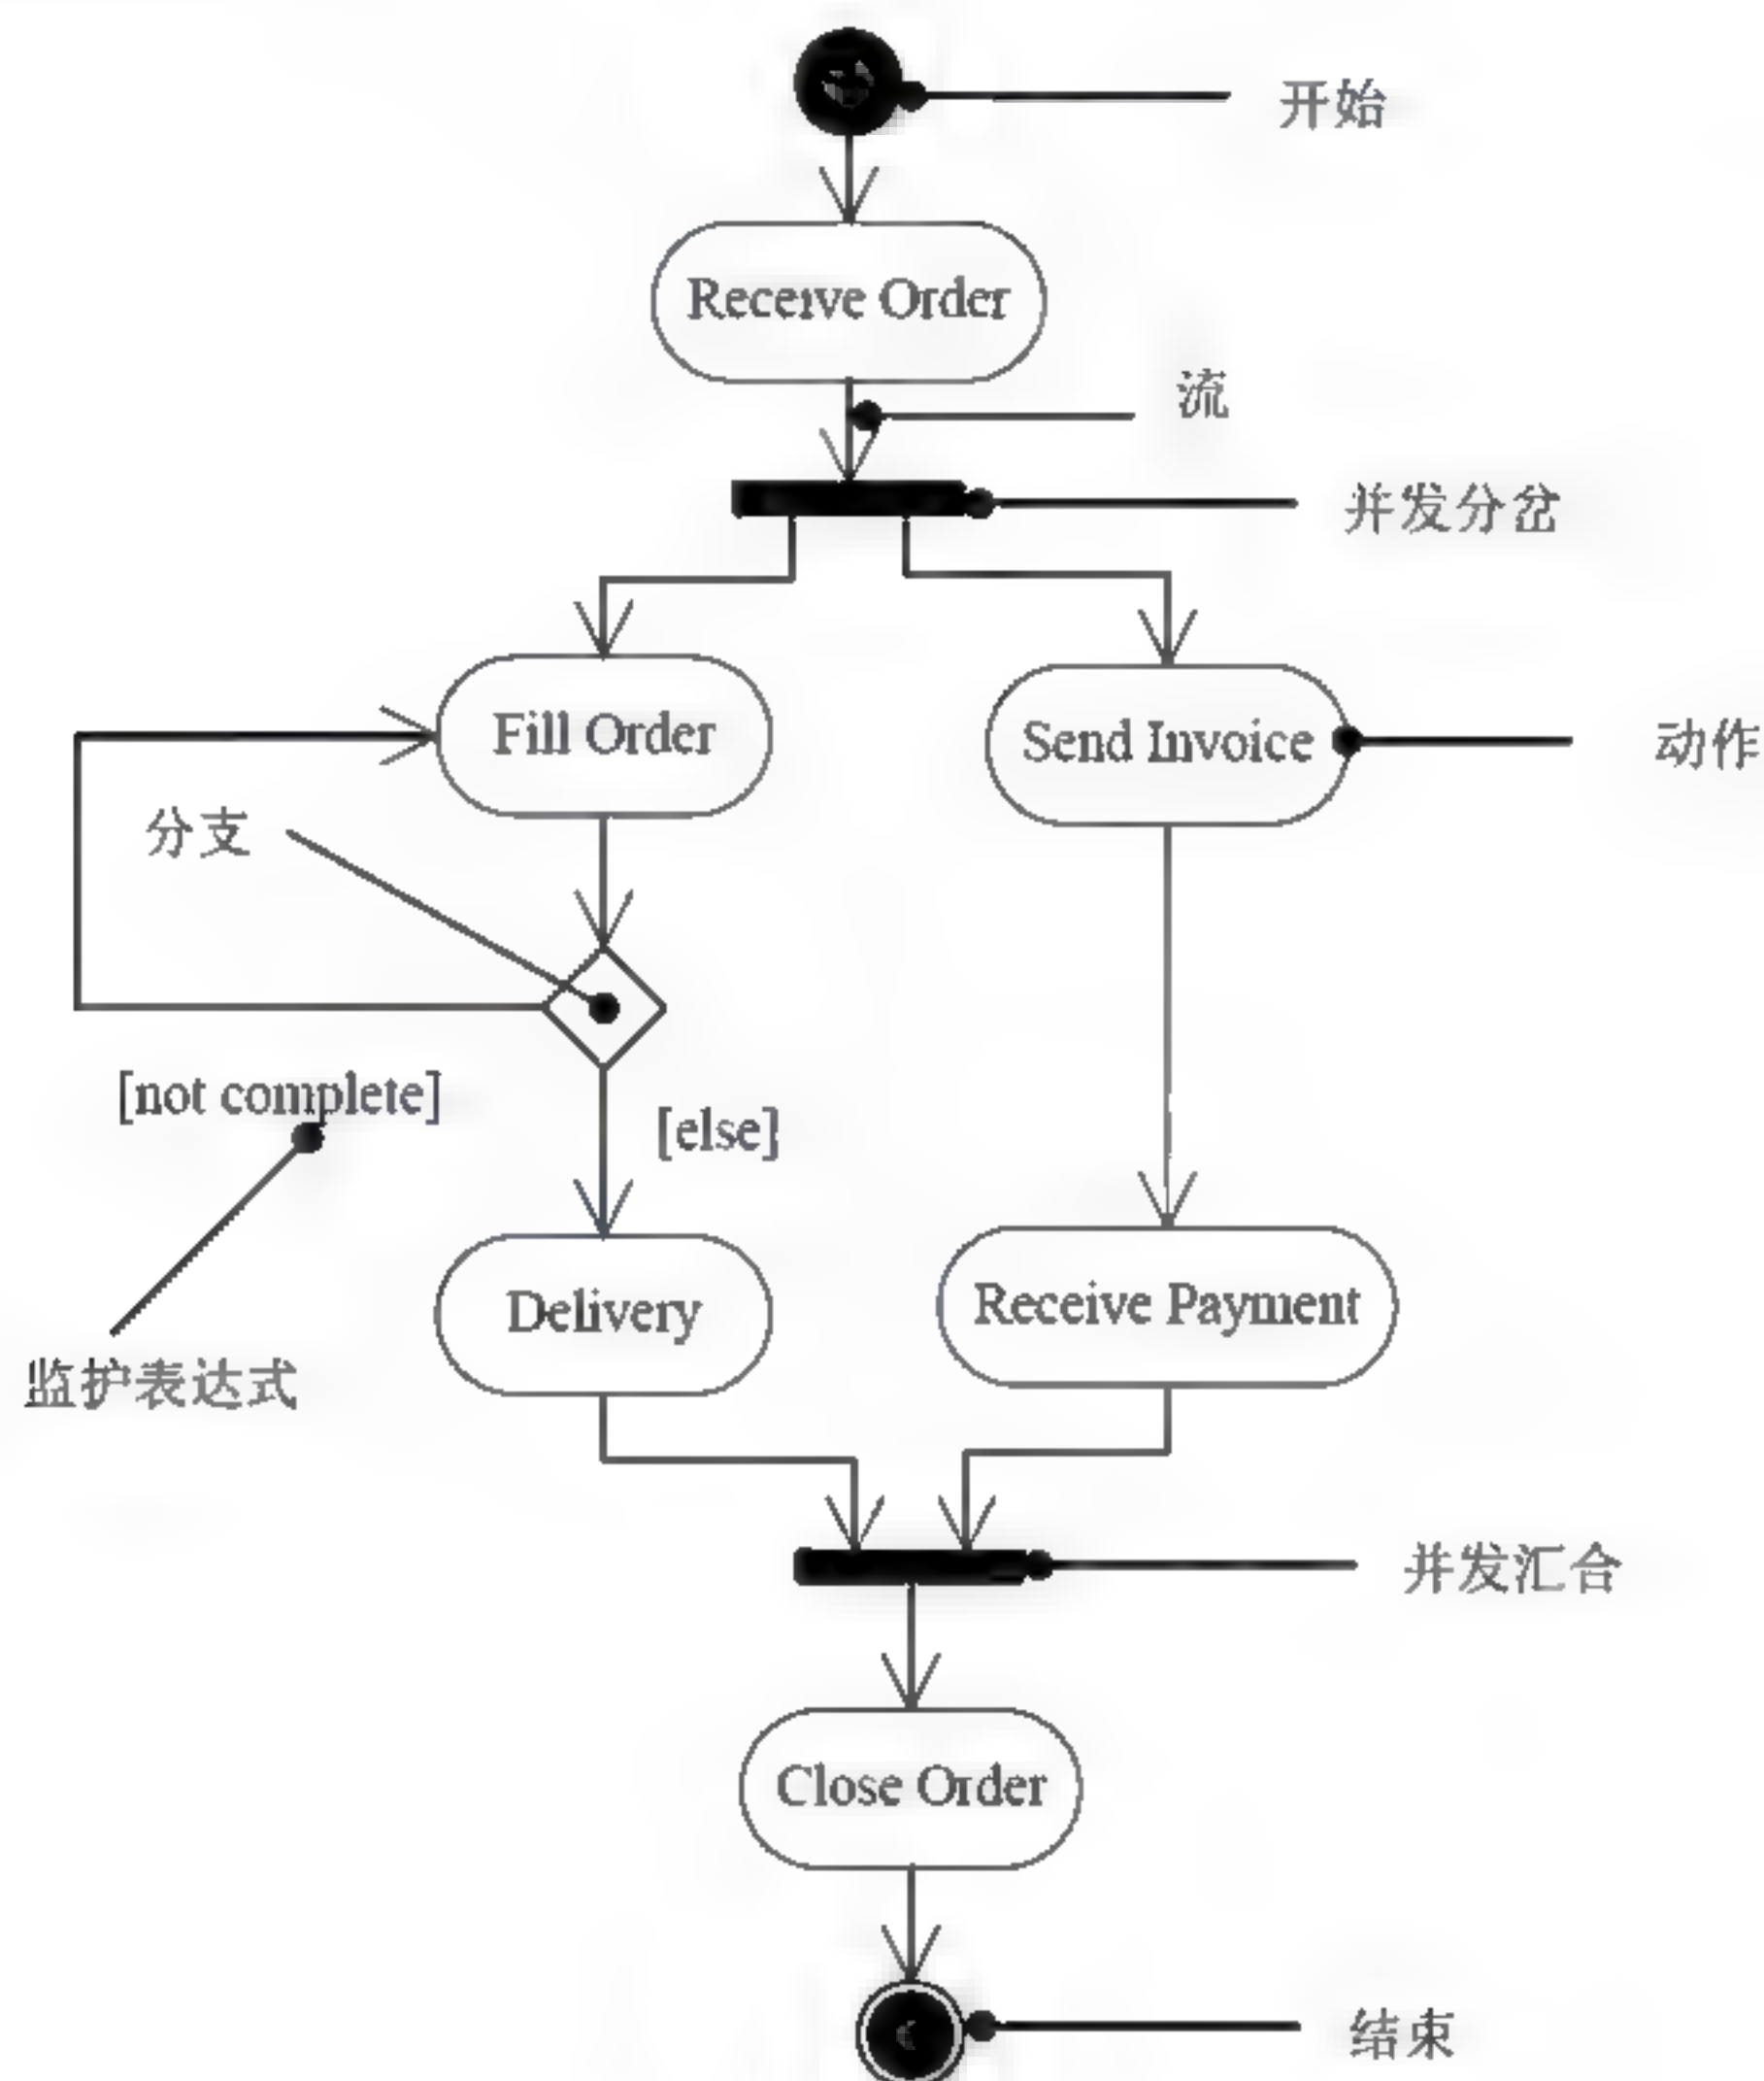 开始
Receive Order
流
并发分岔
Fill Order
Send Invoice
动作
分支
[not complete]
[else]
Delivery
Receive Payment
监护表达式
并发汇合
Close Order
结束